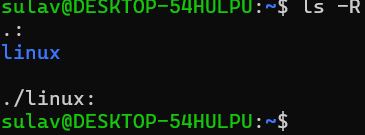 sulav@DESKTOP-54HULPU:~$ ls -R
.:
linux

./linux:
sulav@DESKTOP-54HULPU:~$